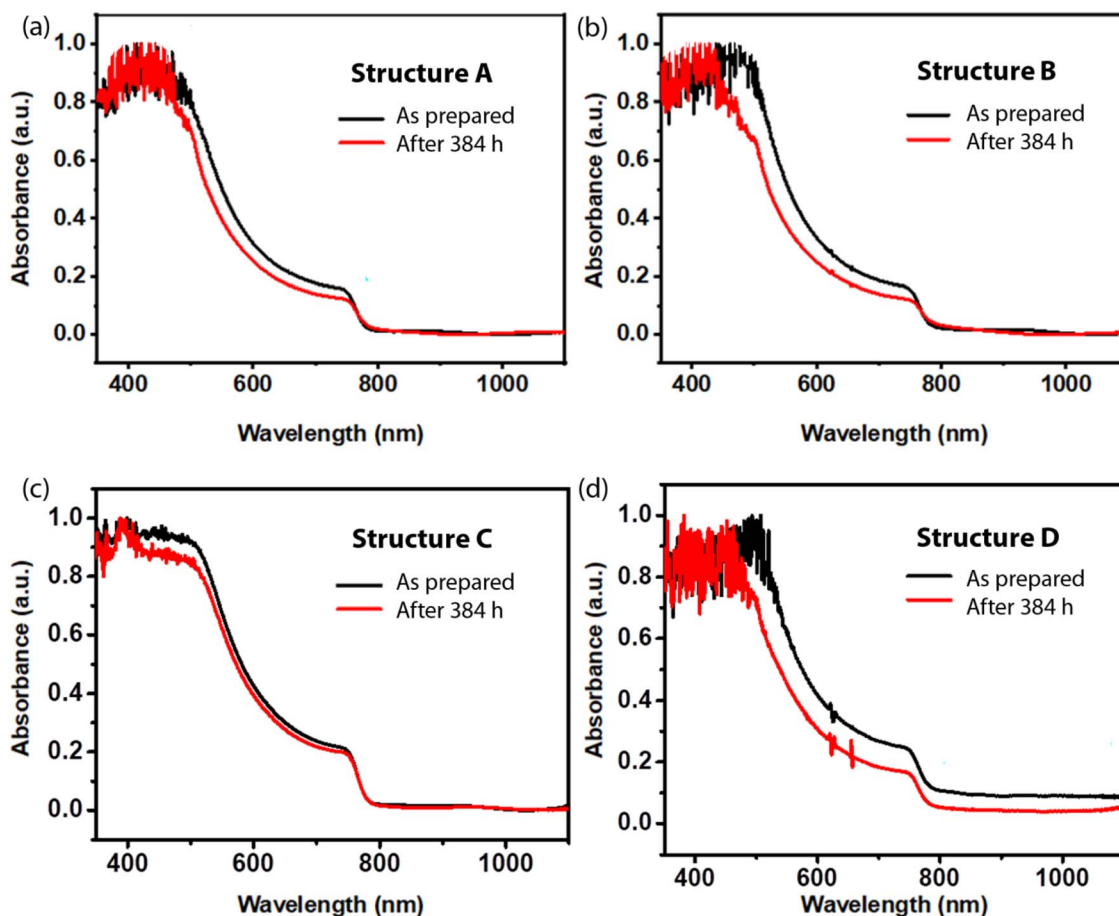 (a)
Structure A
As prepared
After 384 h
Absorbance (a.u.)
1.0
0.8
0.6
0.4
0.2
0.0
400 600 800 1000
Wavelength (nm)
(b)
Structure B
As prepared
After 384 h
Absorbance (a.u.)
1.0
0.8
0.6
0.4
0.2
0.0
400 600 800 1000
Wavelength (nm)
(c)
Structure C
As prepared
After 384 h
Absorbance (a.u.)
1.0
0.8
0.6
0.4
0.2
0.0
400 600 800 1000
Wavelength (nm)
(d)
Structure D
As prepared
After 384 h
Absorbance (a.u.)
1.0
0.8
0.6
0.4
0.2
0.0
400 600 800 1000
Wavelength (nm)